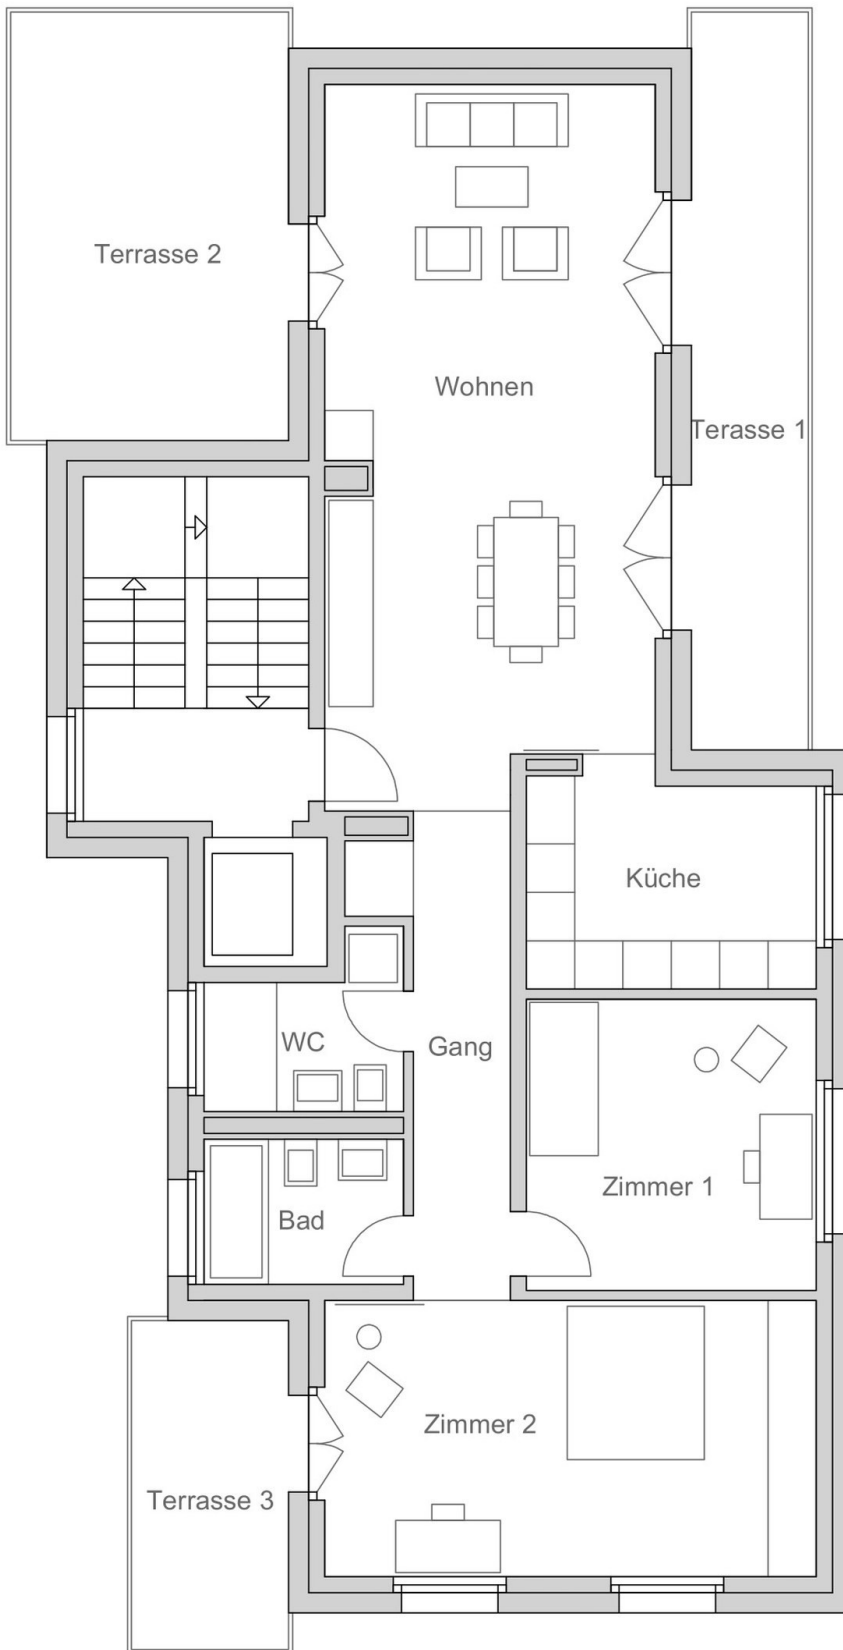 Terrasse 2
Wohnen
Terasse 1
Küche
WC
Gang
Zimmer 1
Bad
Zimmer 2
Terrasse 3